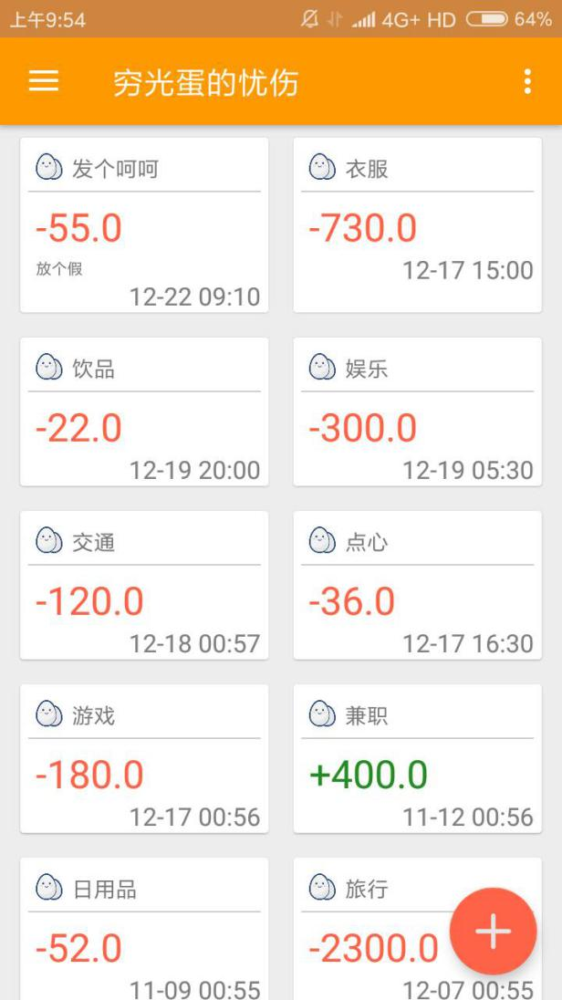 上午9:54
4G+ HD
64%
穷光蛋的忧伤
发个呵呵
-55.0
放个假
12-22 09:10
衣服
-730.0
12-17 15:00
饮品
-22.0
12-19 20:00
娱乐
-300.0
12-19 05:30
交通
-120.0
12-18 00:57
点心
-36.0
12-17 16:30
游戏
-180.0
12-17 00:56
兼职
+400.0
11-12 00:56
日用品
-52.0
11-09 00:55
旅行
-2300.0
12-07 00:55